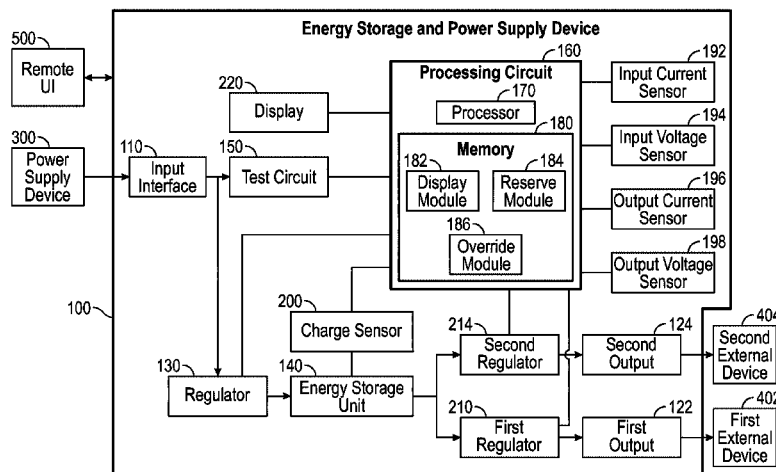 Energy Storage and Power Supply Device
500
Remote
UI
300
Power
Supply
Device
110
Input
Interface
220
Display
150
Test Circuit
160
Processing Circuit
170
Processor
180
Memory
182
Display
Module
184
Reserve
Module
186
Override
Module
192
Input Current
Sensor
194
Input Voltage
Sensor
196
Output Current
Sensor
198
Output Voltage
Sensor
100
200
Charge Sensor
130
Regulator
140
Energy Storage
Unit
214
Second
Regulator
124
Second
Output
404
Second
External
Device
210
First
Regulator
122
First
Output
402
First
External
Device